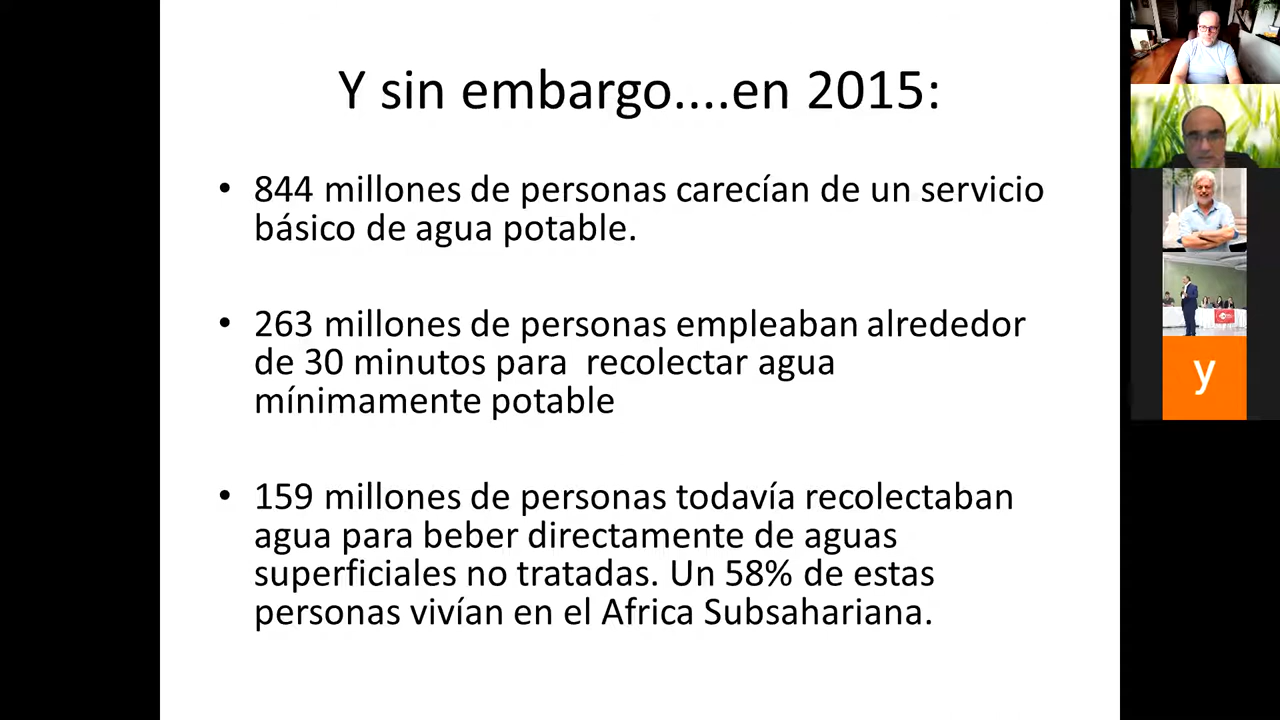 Y sin embargo....en 2015:
• 844 millones de personas carecían de un servicio
básico de agua potable.
• 263 millones de personas empleaban alrededor
de 30 minutos para  recolectar agua
mínimamente potable
• 159 millones de personas todavía recolectaban
agua para beber directamente de aguas
superficiales no tratadas. Un 58% de estas
personas vivían en el Africa Subsahariana.
y